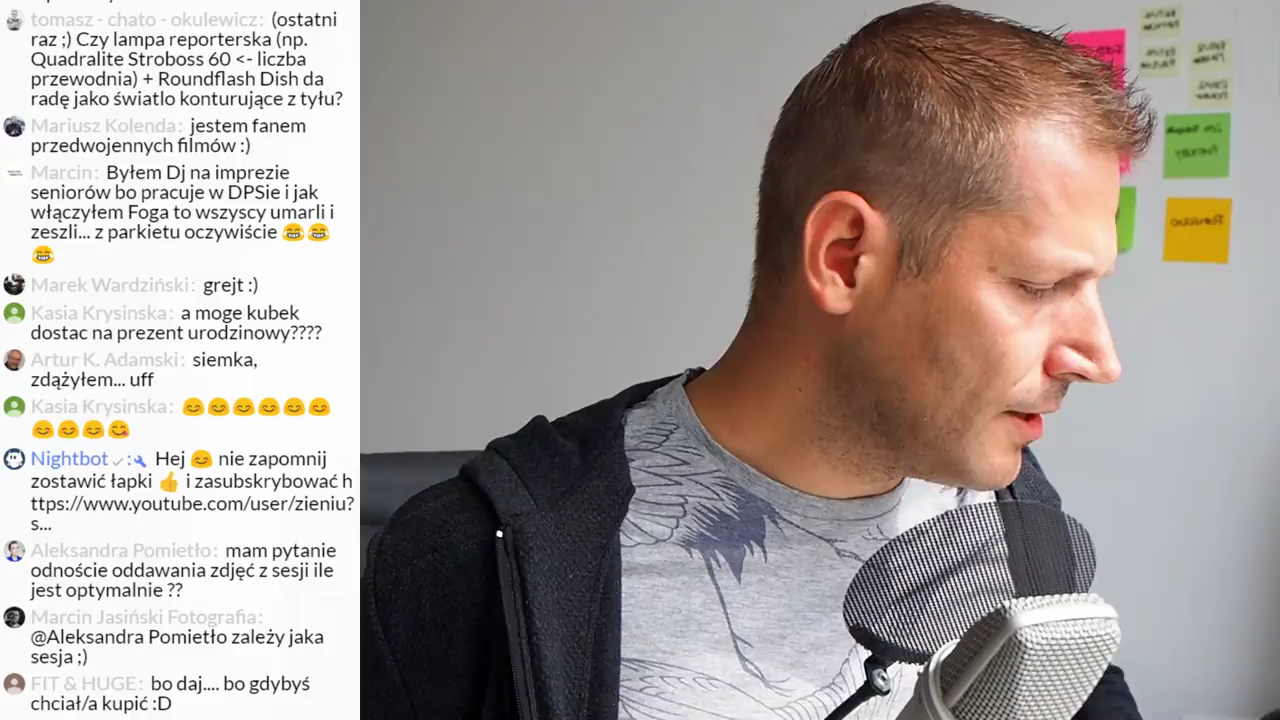 tomasz - chato - okulewicz: (ostatni
raz ;) Czy lampa reporterska (np.
Quadralite Stroboss 60 <- liczba
przewodnia) + Roundflash Dish da
radę jako światlo konturujące z tyłu?
Mariusz Kolenda: jestem fanem
przedwojennych filmów :)
Marcin: Byłem Dj na imprezie
seniorów bo pracuje w DPSie i jak
włączyłem Foga to wszyscy umarli i
zeszli... z parkietu oczywiście 😂😂
😂
Marek Wardziński: grejt :)
Kasia Krysinska: a moge kubek
dostac na prezent urodzinowy????
Artur K. Adamski: siemka,
zdążyłem... uff
Kasia Krysinska: 😊😊😊😊😊😊
😊😊😊😋
Nightbot ✓:🔧 Hej 😊 nie zapomnij
zostawić łapki 👍 i zasubskrybować h
ttps://www.youtube.com/user/zieniu?
s...
Aleksandra Pomietło: mam pytanie
odnoście oddawania zdjęć z sesji ile
jest optymalnie ??
Marcin Jasiński Fotografia:
@Aleksandra Pomietło zależy jaka
sesja ;)
FIT & HUGE: bo daj.... bo gdybyś
chciał/a kupić :D